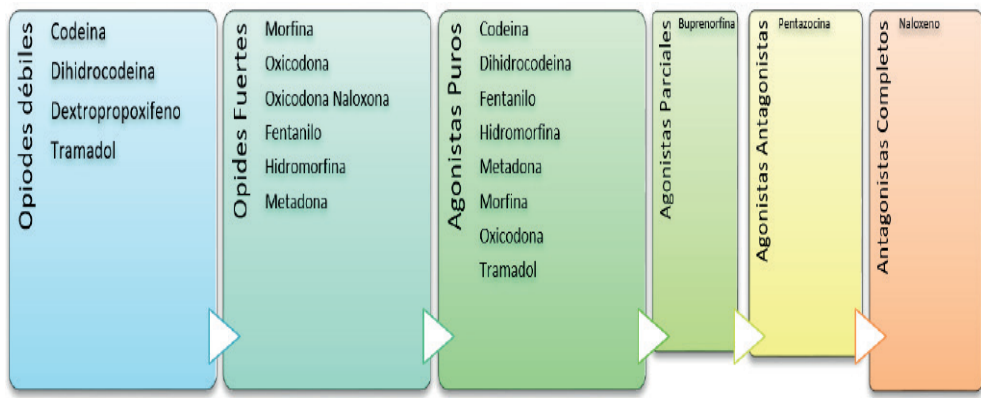 Opiodes débiles
Codeina
Dihidrocodeina
Dextropropoxifeno
Tramadol
Opides Fuertes
Morfina
Oxicodona
Oxicodona Naloxona
Fentanilo
Hidromorfina
Metadona
Agonistas Puros
Codeina
Dihidrocodeina
Fentanilo
Hidromorfina
Metadona
Morfina
Oxicodona
Tramadol
Agonistas Parciales
Buprenorfina
Agonistas Antagonistas
Pentazocina
Antagonistas Completos
Naloxeno